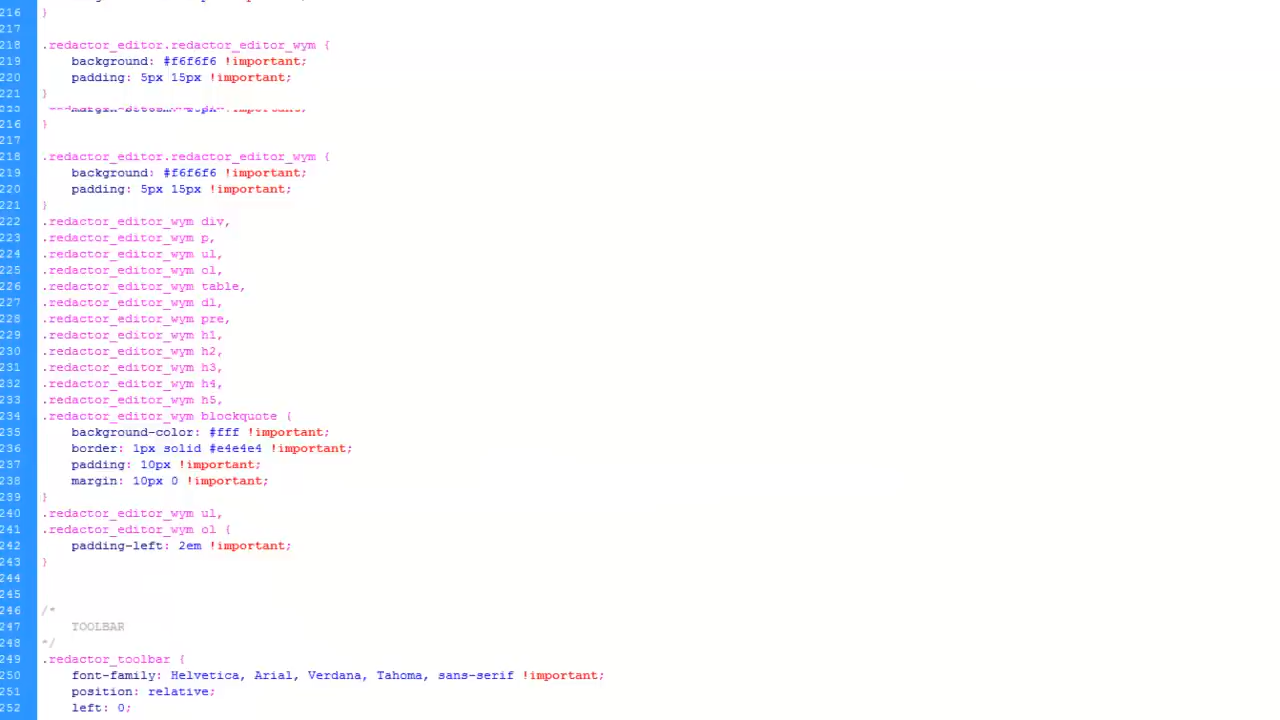 216 }
217
218 .redactor_editor.redactor_editor_wym {
219     background: #f6f6f6 !important;
220     padding: 5px 15px !important;
221 }
216 }
217
218 .redactor_editor.redactor_editor_wym {
219     background: #f6f6f6 !important;
220     padding: 5px 15px !important;
221 }
222 .redactor_editor_wym div,
223 .redactor_editor_wym p,
224 .redactor_editor_wym ul,
225 .redactor_editor_wym ol,
226 .redactor_editor_wym table,
227 .redactor_editor_wym dl,
228 .redactor_editor_wym pre,
229 .redactor_editor_wym h1,
230 .redactor_editor_wym h2,
231 .redactor_editor_wym h3,
232 .redactor_editor_wym h4,
233 .redactor_editor_wym h5,
234 .redactor_editor_wym blockquote {
235     background-color: #fff !important;
236     border: 1px solid #e4e4e4 !important;
237     padding: 10px !important;
238     margin: 10px 0 !important;
239 }
240 .redactor_editor_wym ul,
241 .redactor_editor_wym ol {
242     padding-left: 2em !important;
243 }
244
245
246 /*
247     TOOLBAR
248 */
249 .redactor_toolbar {
250     font-family: Helvetica, Arial, Verdana, Tahoma, sans-serif !important;
251     position: relative;
252     left: 0;